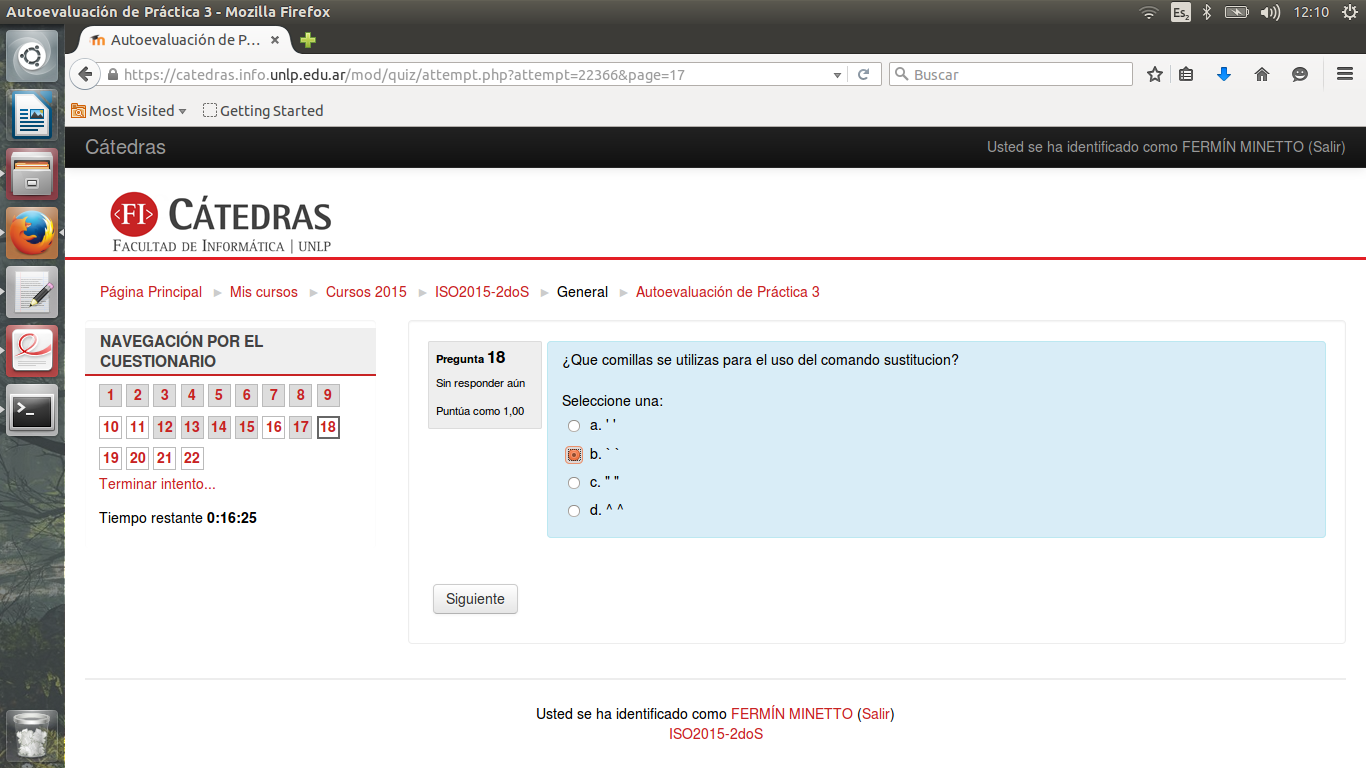 Autoevaluación de Práctica 3 - Mozilla Firefox
Es2
12:10
Autoevaluación de P...
https://catedras.info.unlp.edu.ar/mod/quiz/attempt.php?attempt=22366&page=17
Buscar
Most Visited
Getting Started
Cátedras
Usted se ha identificado como FERMÍN MINETTO (Salir)
<FI> CÁTEDRAS
FACULTAD DE INFORMÁTICA | UNLP
Página Principal ► Mis cursos ► Cursos 2015 ► ISO2015-2doS ► General ► Autoevaluación de Práctica 3
NAVEGACIÓN POR EL
CUESTIONARIO
1 2 3 4 5 6 7 8 9
10 11 12 13 14 15 16 17 18
19 20 21 22
Terminar intento...
Tiempo restante 0:16:25
Pregunta 18
Sin responder aún
Puntúa como 1,00
¿Que comillas se utilizas para el uso del comando sustitucion?
Seleccione una:
a. ' '
b. ` `
c. " "
d. ^ ^
Siguiente
Usted se ha identificado como FERMÍN MINETTO (Salir)
ISO2015-2doS